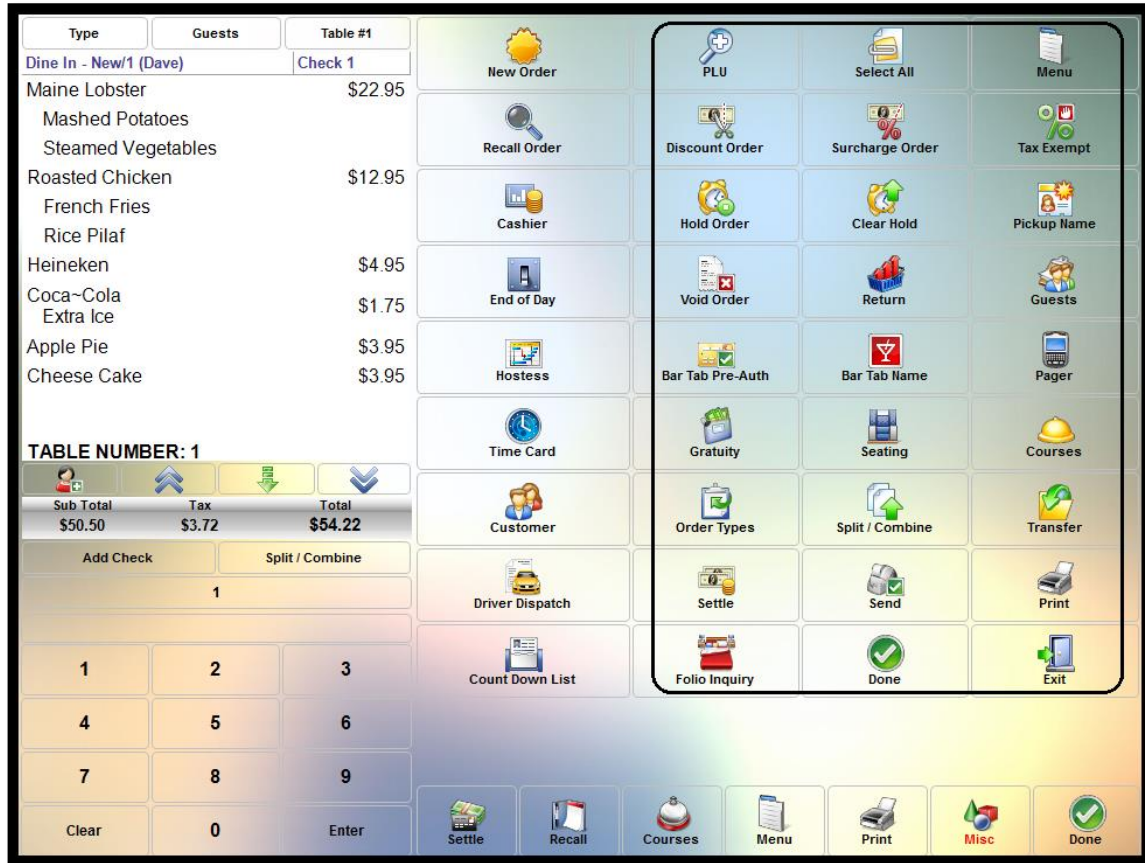 Type Guests Table #1
Dine In - New/1 (Dave) Check 1
Maine Lobster $22.95
Mashed Potatoes
Steamed Vegetables
Roasted Chicken $12.95
French Fries
Rice Pilaf
Heineken $4.95
Coca~Cola $1.75
Extra Ice
Apple Pie $3.95
Cheese Cake $3.95
TABLE NUMBER: 1
Sub Total Tax Total
$50.50 $3.72 $54.22
Add Check Split / Combine
1
1 2 3
4 5 6
7 8 9
Clear 0 Enter
New Order PLU Select All Menu
Recall Order Discount Order Surcharge Order Tax Exempt
Cashier Hold Order Clear Hold Pickup Name
End of Day Void Order Return Guests
Hostess Bar Tab Pre-Auth Bar Tab Name Pager
Time Card Gratuity Seating Courses
Customer Order Types Split / Combine Transfer
Driver Dispatch Settle Send Print
Count Down List Folio Inquiry Done Exit
Settle Recall Courses Menu Print Misc Done